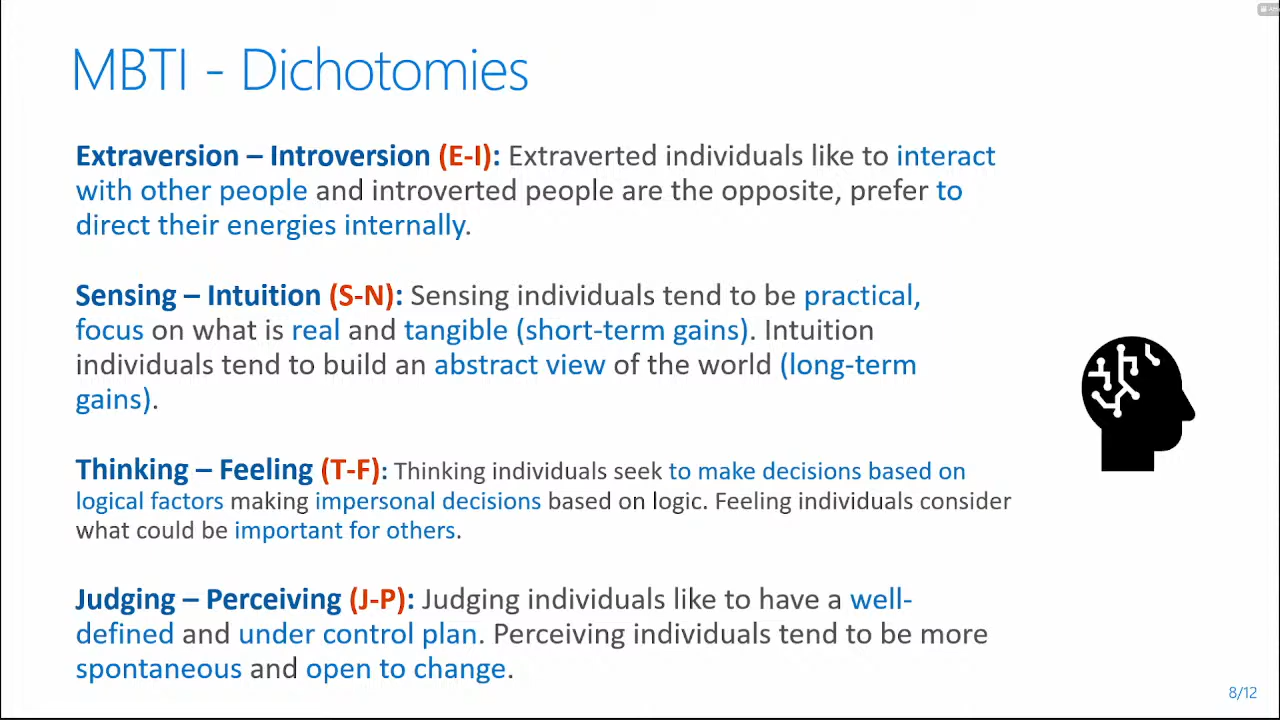 MBTI - Dichotomies
Extraversion – Introversion (E-I): Extraverted individuals like to interact
with other people and introverted people are the opposite, prefer to
direct their energies internally.
Sensing – Intuition (S-N): Sensing individuals tend to be practical,
focus on what is real and tangible (short-term gains). Intuition
individuals tend to build an abstract view of the world (long-term
gains).
Thinking – Feeling (T-F): Thinking individuals seek to make decisions based on
logical factors making impersonal decisions based on logic. Feeling individuals consider
what could be important for others.
Judging – Perceiving (J-P): Judging individuals like to have a well-
defined and under control plan. Perceiving individuals tend to be more
spontaneous and open to change.
8/12